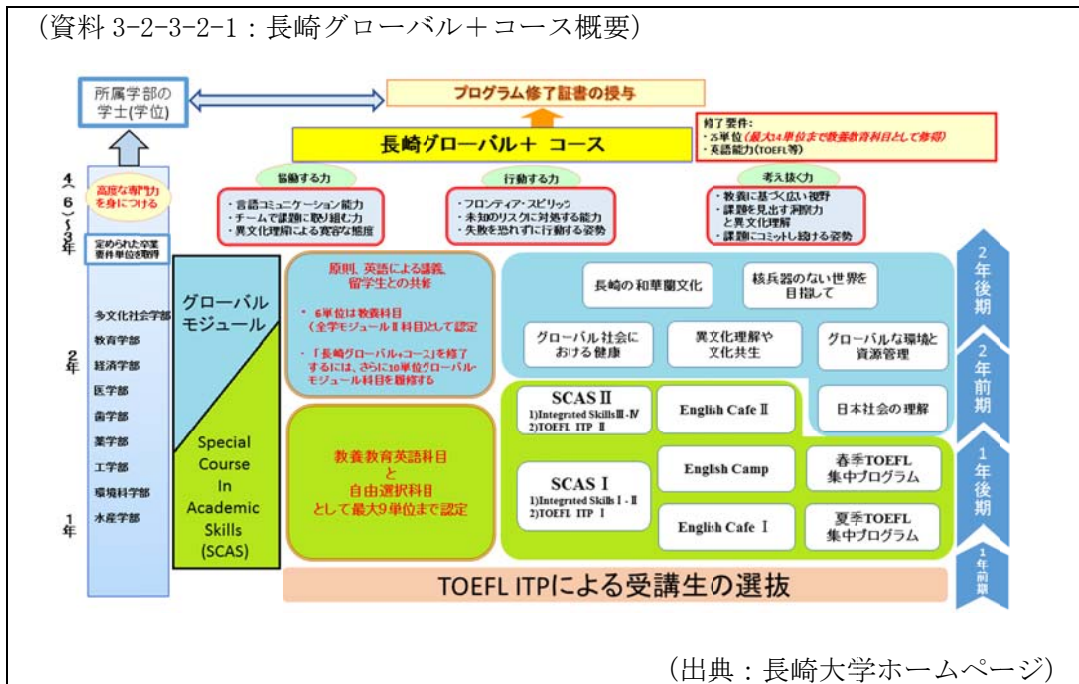 (資料 3-2-3-2-1：長崎グローバル＋コース概要)
所属学部の
学士(学位)
プログラム修了証書の授与
長崎グローバル＋ コース
修了要件:
・25単位(最大14単位まで教養教育科目として修得)
・英語能力(TOEFL等)
4(6)～3年
高度な専門力
を身につける
定められた卒業
要件単位を取得
協働する力
・言語コミュニケーション能力
・チームで課題に取り組む力
・異文化理解による寛容な態度
行動する力
・フロンティア・スピリッツ
・未知のリスクに対処する能力
・失敗を恐れずに行動する姿勢
考え抜く力
・教養に基づく広い視野
・課題を見出す洞察力
と異文化理解
・課題にコミットし続ける姿勢
2年
1年
多文化社会学部
教育学部
経済学部
医学部
歯学部
薬学部
工学部
環境科学部
水産学部
グローバル
モジュール
Special
Course
In
Academic
Skills
(SCAS)
原則、英語による講義、
留学生との共修
・ 6単位は教養科目
(全学モジュールⅡ科目)として認定
・ 「長崎グローバル+コース」を修了
するには、さらに10単位グローバル・
モジュール科目を履修する
教養教育英語科目
と
自由選択科目
として最大9単位まで認定
長崎の和華蘭文化
核兵器のない世界を
目指して
グローバル社会に
おける健康
異文化理解や
文化共生
グローバルな環境と
資源管理
SCAS Ⅱ
1)Integrated SkillsⅢ-Ⅳ
2)TOEFL ITP Ⅱ
English Cafe Ⅱ
日本社会の理解
SCAS Ⅰ
1)Integrated Skills Ⅰ - Ⅱ
2)TOEFL ITP Ⅰ
English Camp
春季TOEFL
集中プログラム
English Cafe Ⅰ
夏季TOEFL
集中プログラム
2年後期
2年前期
1年後期
1年前期
TOEFL ITPによる受講生の選抜
(出典：長崎大学ホームページ)